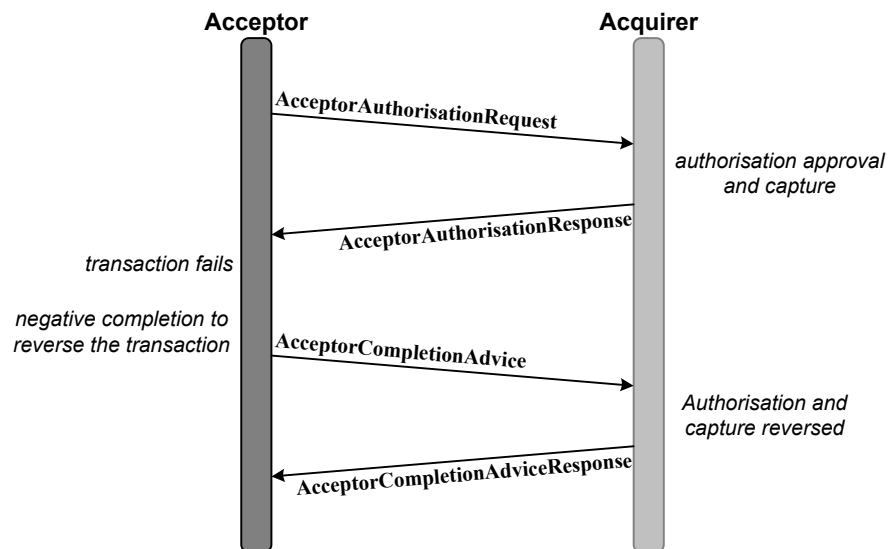 Acceptor
Acquirer
AcceptorAuthorisationRequest
authorisation approval
and capture
AcceptorAuthorisationResponse
transaction fails
negative completion to
reverse the transaction
AcceptorCompletionAdvice
Authorisation and
capture reversed
AcceptorCompletionAdviceResponse